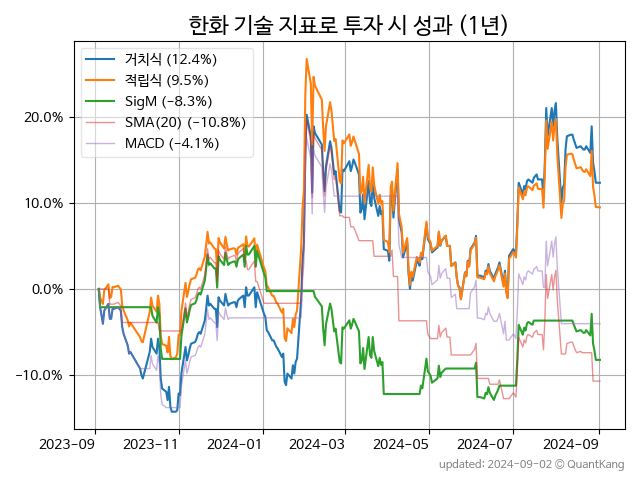 한화 기술 지표로 투자 시 성과 (1년)
거치식 (12.4%)
적립식 (9.5%)
SigM (−8.3%)
SMA(20) (−10.8%)
MACD (−4.1%)
20.0%
10.0%
0.0%
−10.0%
2023-09 2023-11 2024-01 2024-03 2024-05 2024-07 2024-09
updated: 2024-09-02 © QuantKang